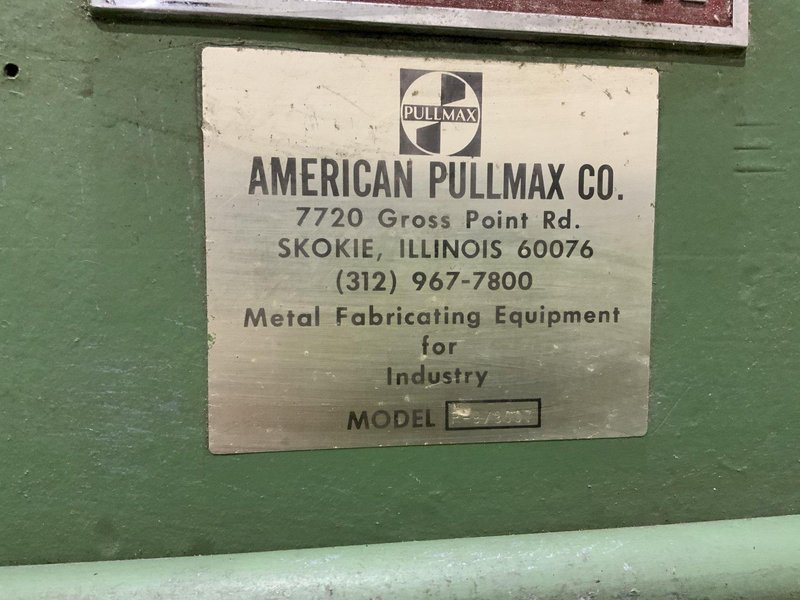 PULLMAX
AMERICAN PULLMAX CO.
7720 Gross Point Rd.
SKOKIE, ILLINOIS 60076
(312) 967-7800
Metal Fabricating Equipment
for
Industry
MODEL